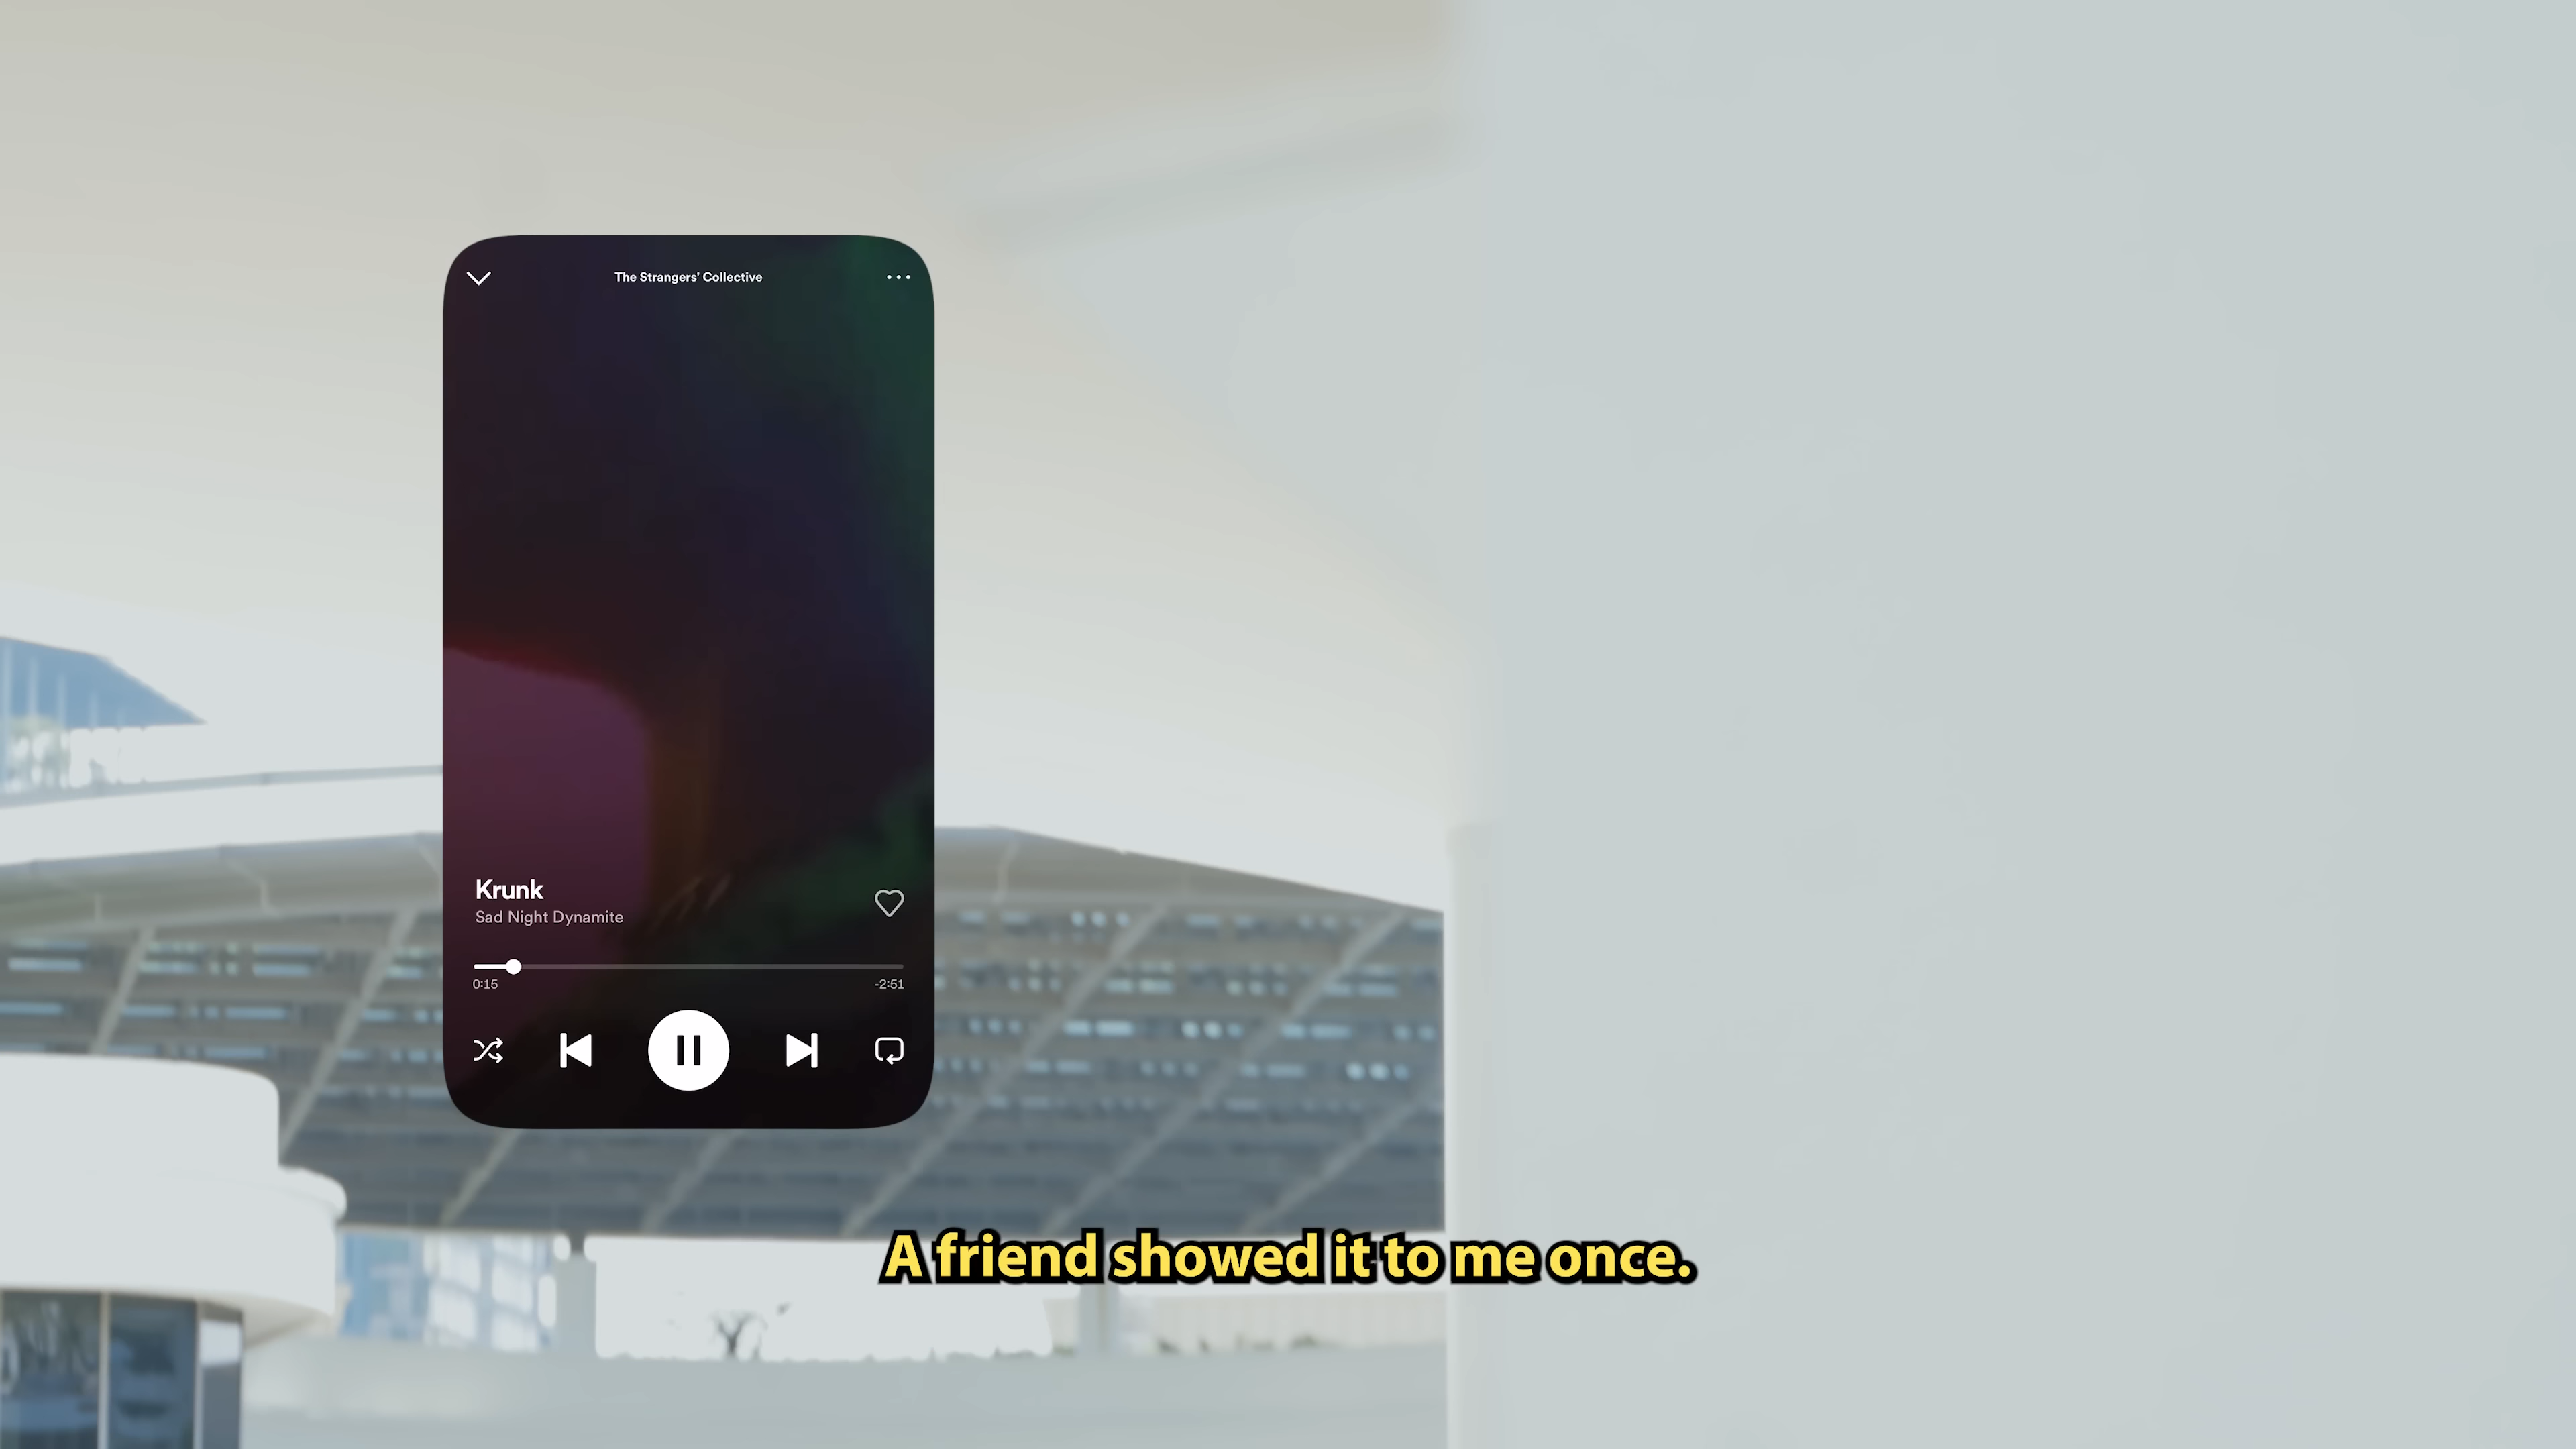 The Strangers' Collective
Krunk
Sad Night Dynamite
0:15
-2:51
A friend showed it to me once.